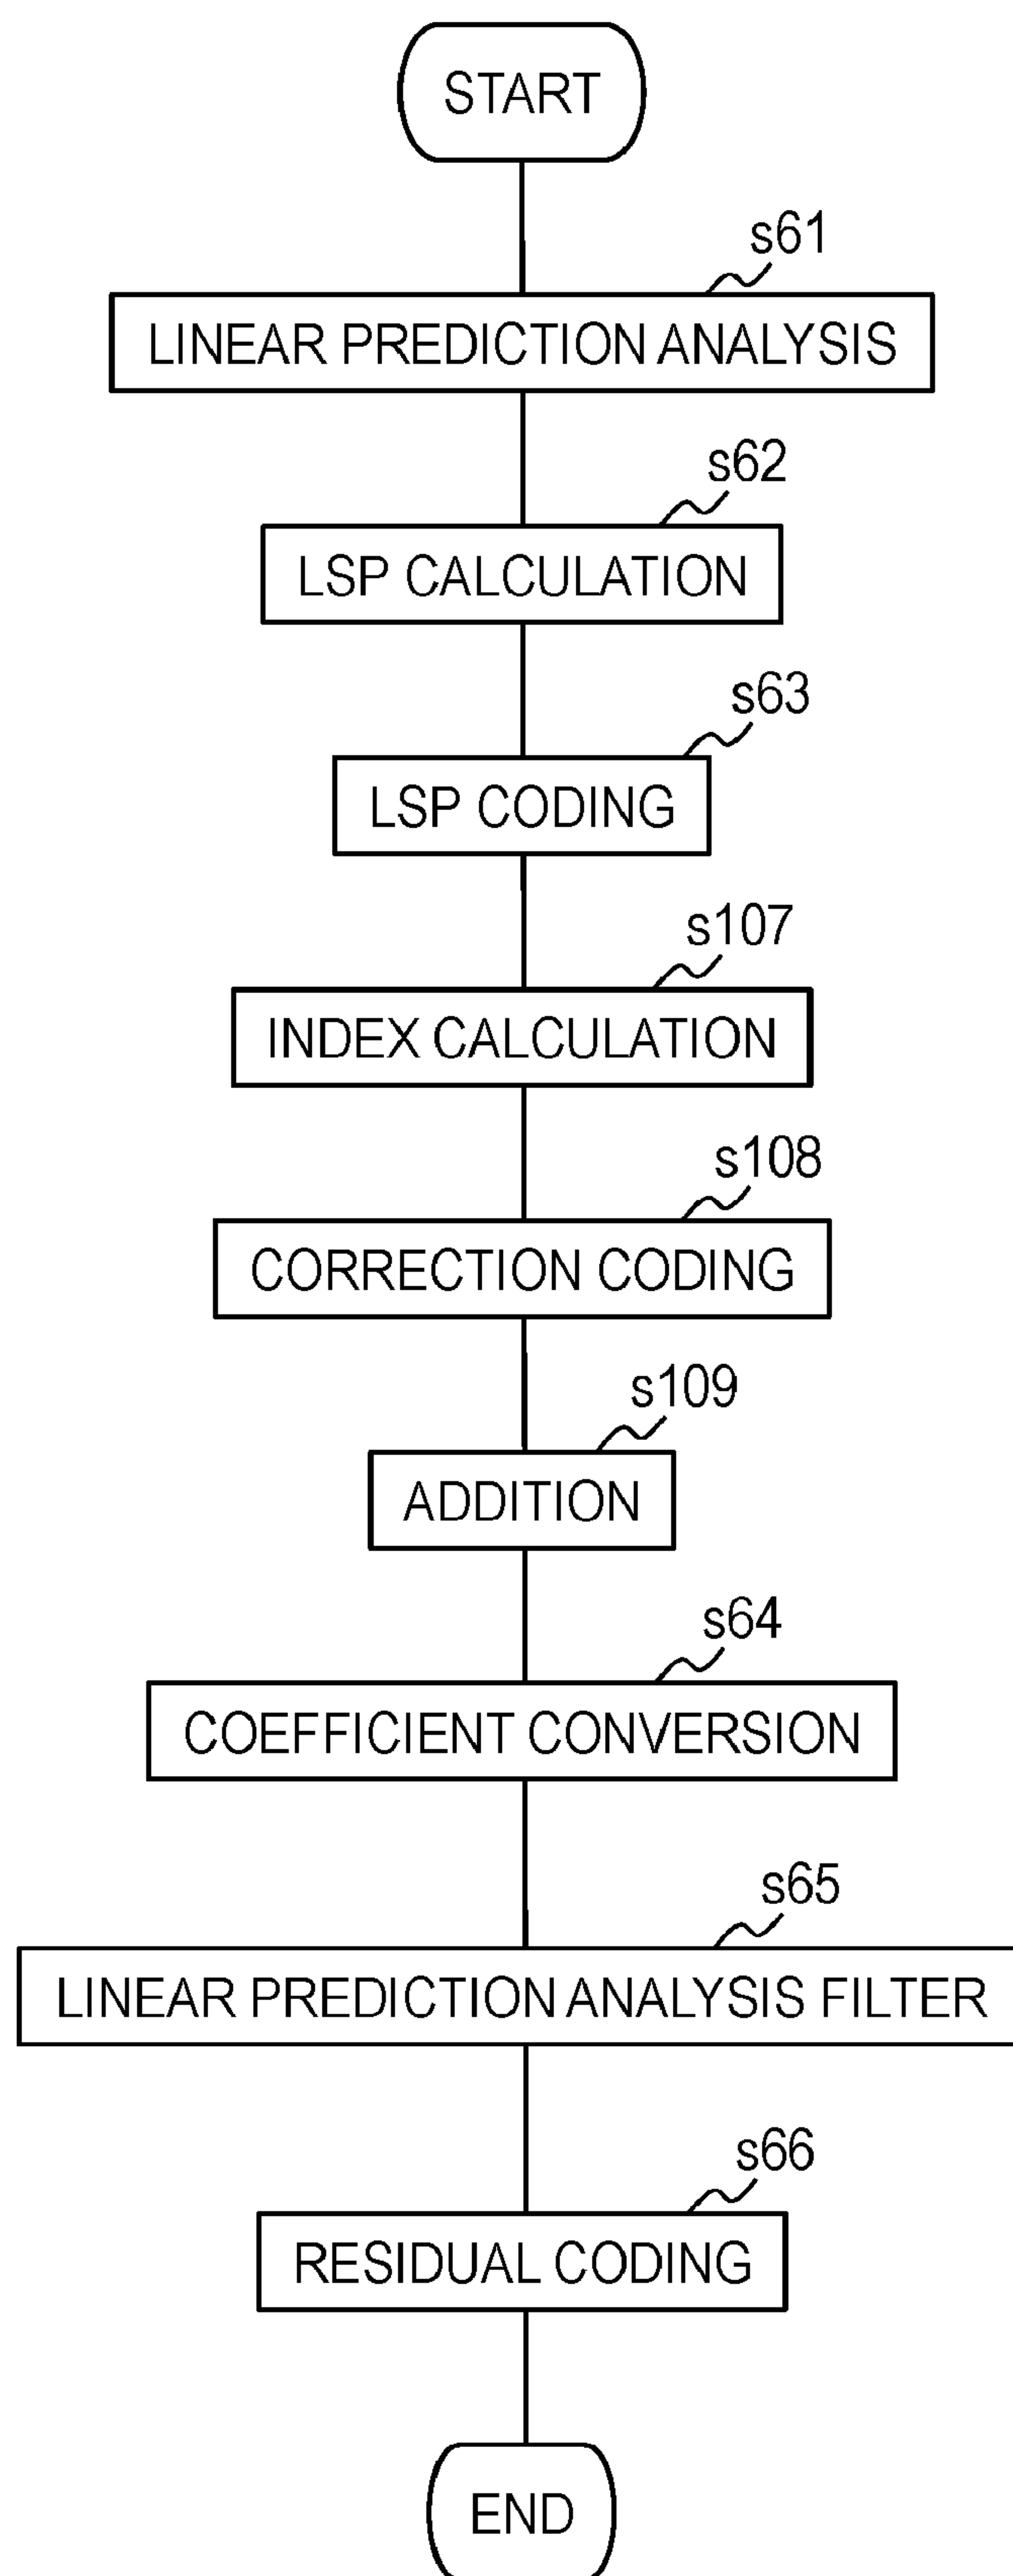 START
s61
LINEAR PREDICTION ANALYSIS
s62
LSP CALCULATION
s63
LSP CODING
s107
INDEX CALCULATION
s108
CORRECTION CODING
s109
ADDITION
s64
COEFFICIENT CONVERSION
s65
LINEAR PREDICTION ANALYSIS FILTER
s66
RESIDUAL CODING
END